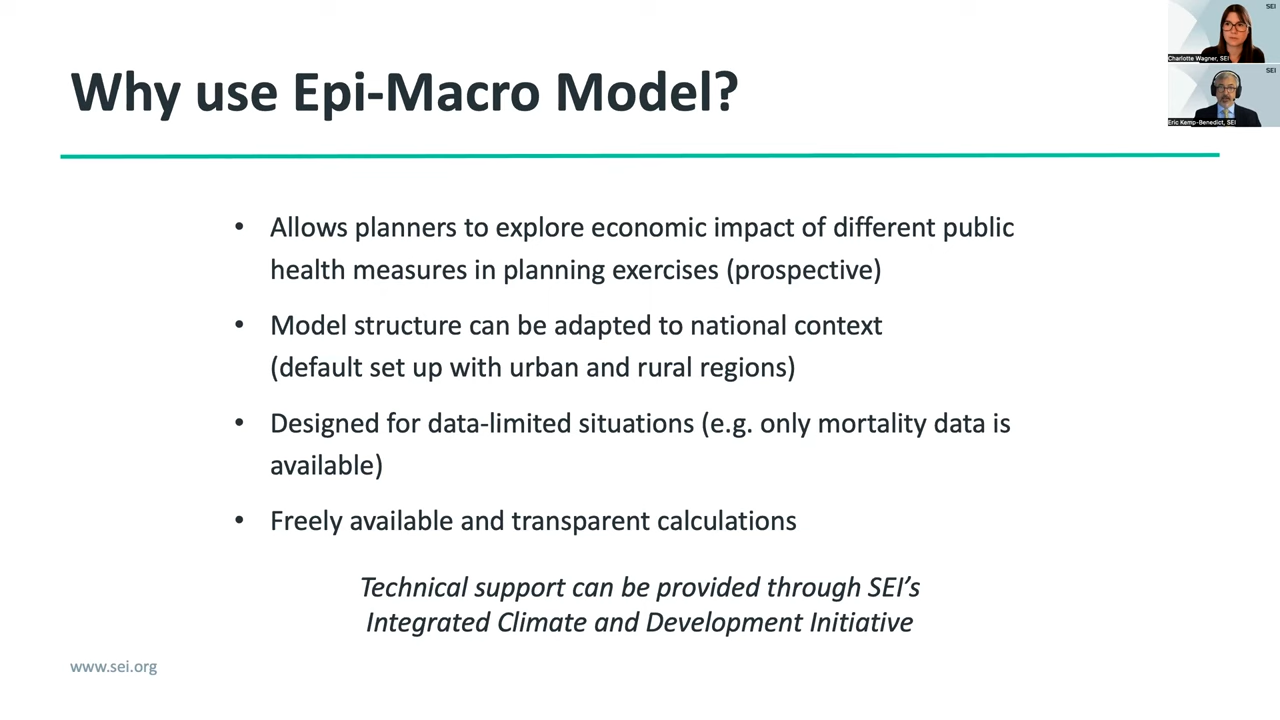 SEI
Charlotte Wagner, SEI
SEI
Eric Kemp-Benedict, SEI
Why use Epi-Macro Model?
• Allows planners to explore economic impact of different public
health measures in planning exercises (prospective)
• Model structure can be adapted to national context
(default set up with urban and rural regions)
• Designed for data-limited situations (e.g. only mortality data is
available)
• Freely available and transparent calculations
Technical support can be provided through SEI’s
Integrated Climate and Development Initiative
www.sei.org